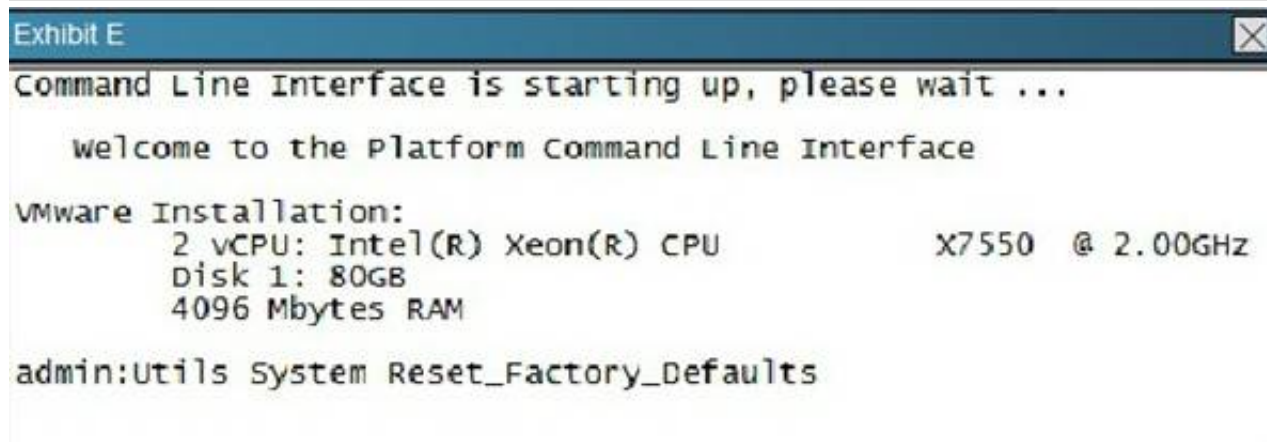 Exhibit E
Command Line Interface is starting up, please wait ...
Welcome to the Platform Command Line Interface
VMware Installation:
2 vCPU: Intel(R) Xeon(R) CPU X7550 @ 2.00GHz
Disk 1: 80GB
4096 Mbytes RAM
admin:Utils System Reset_Factory_Defaults